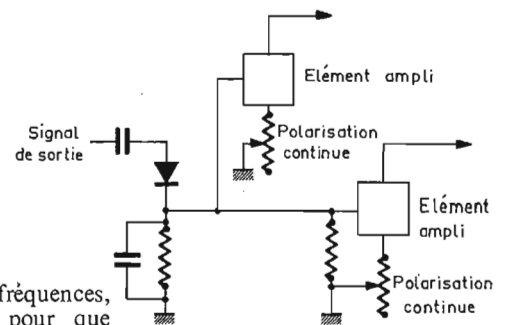 Elément ampli
Signal
de sortie
Polarisation
continue
Elément
ampli
Polarisation
continue
fréquences,
pour que